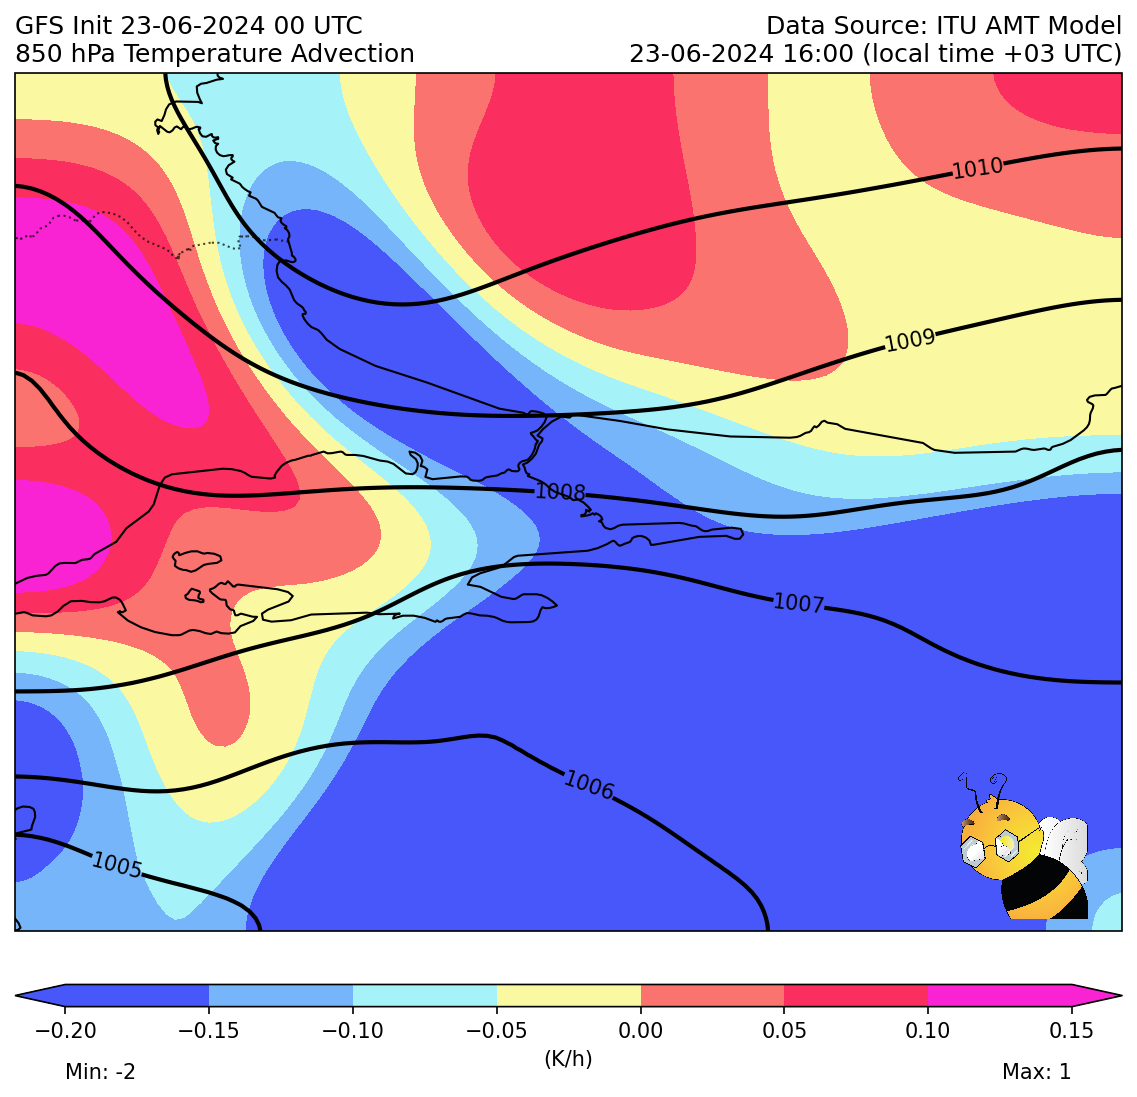 GFS Init 23-06-2024 00 UTC
Data Source: ITU AMT Model
850 hPa Temperature Advection
23-06-2024 16:00 (local time +03 UTC)
1010
1009
1008
1007
1006
1005
−0.20 −0.15 −0.10 −0.05 0.00 0.05 0.10 0.15
(K/h)
Min: -2
Max: 1